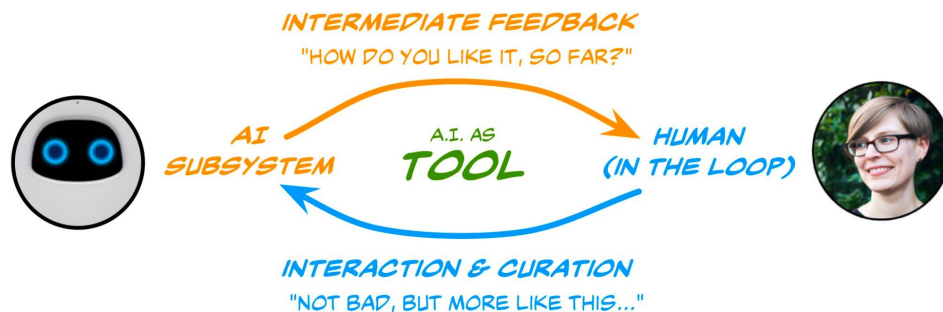 INTERMEDIATE FEEDBACK
"HOW DO YOU LIKE IT, SO FAR?"
AI
SUBSYSTEM
A.I. AS
TOOL
HUMAN
(IN THE LOOP)
INTERACTION & CURATION
"NOT BAD, BUT MORE LIKE THIS..."